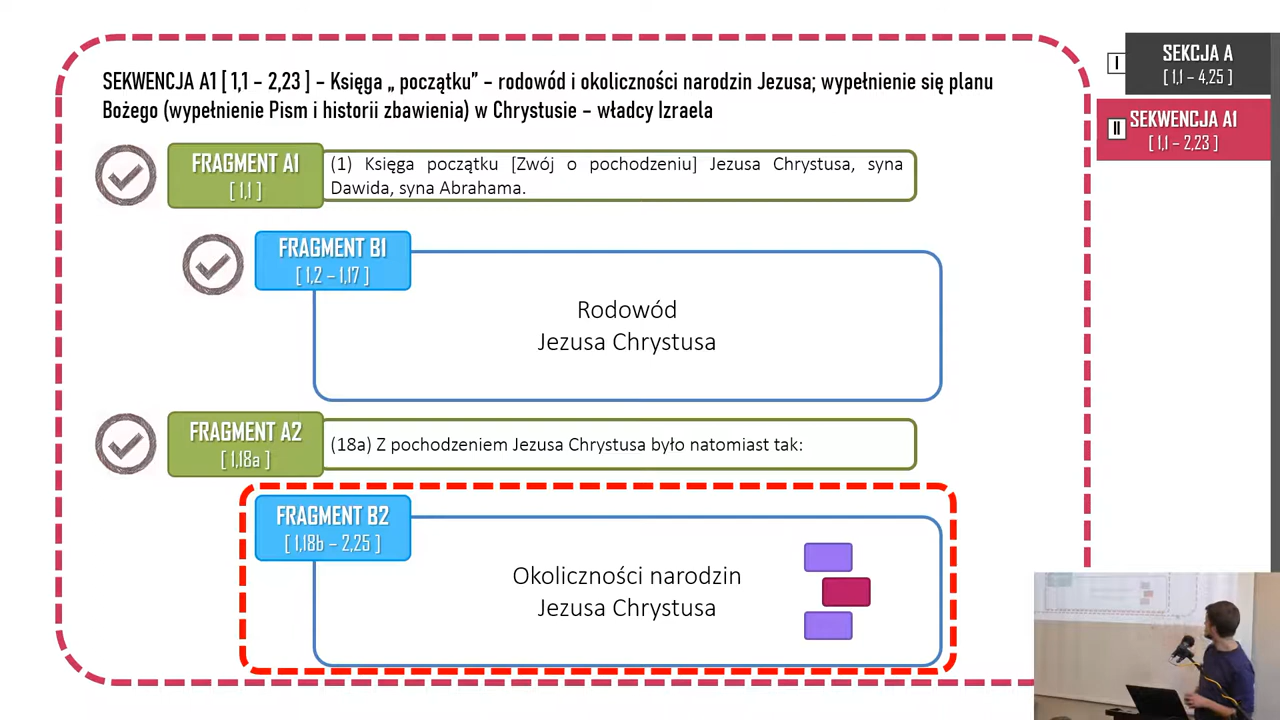 SEKWENCJA A1 [ 1,1 – 2,23 ] – Księga „ początku” – rodowód i okoliczności narodzin Jezusa; wypełnienie się planu
Bożego (wypełnienie Pism i historii zbawienia) w Chrystusie – władcy Izraela
I
SEKCJA A
[ 1,1 – 4,25 ]
II
SEKWENCJA A1
[ 1,1 – 2,23 ]
FRAGMENT A1
[ 1,1 ]
(1) Księga początku [Zwój o pochodzeniu] Jezusa Chrystusa, syna
Dawida, syna Abrahama.
FRAGMENT B1
[ 1,2 – 1,17 ]
Rodowód
Jezusa Chrystusa
FRAGMENT A2
[ 1,18a ]
(18a) Z pochodzeniem Jezusa Chrystusa było natomiast tak:
FRAGMENT B2
[ 1,18b – 2,25 ]
Okoliczności narodzin
Jezusa Chrystusa